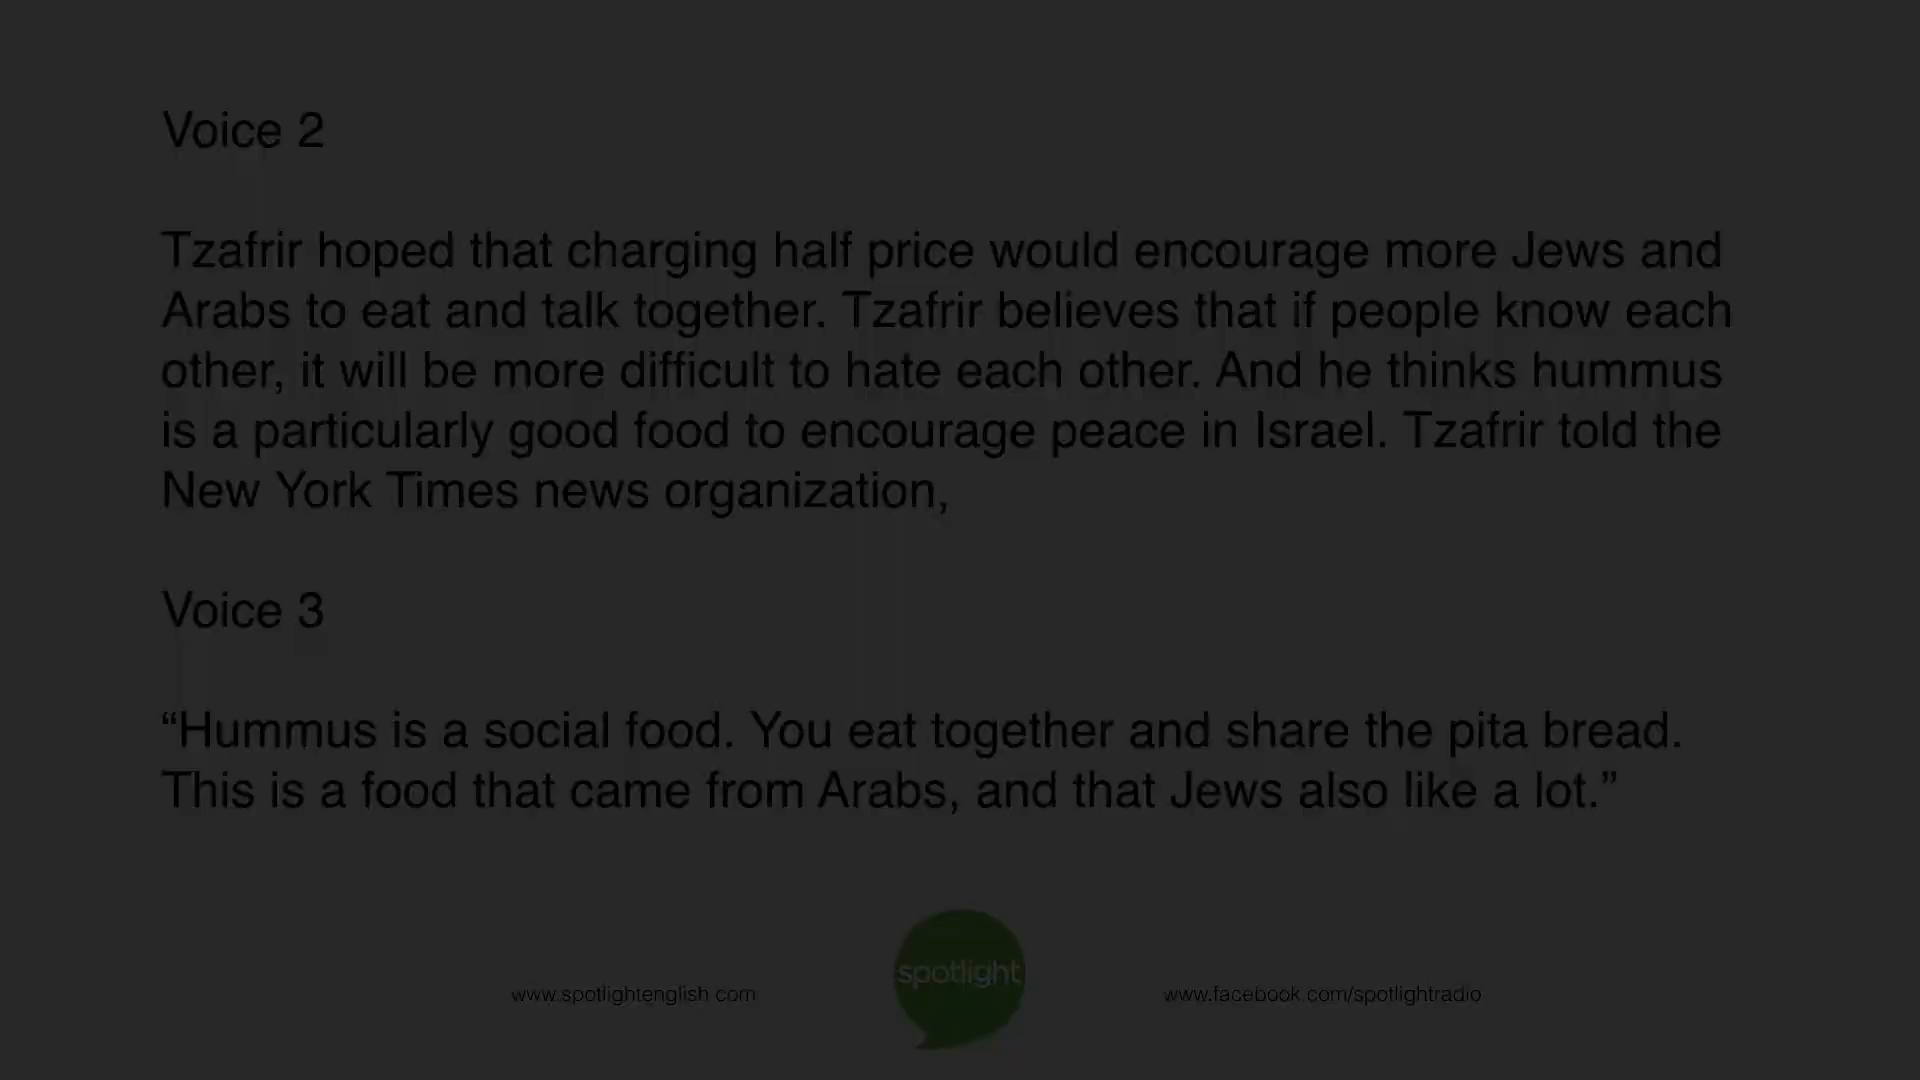 Voice 2
Tzafrir hoped that charging half price would encourage more Jews and
Arabs to eat and talk together. Tzafrir believes that if people know each
other, it will be more difficult to hate each other. And he thinks hummus
is a particularly good food to encourage peace in Israel. Tzafrir told the
New York Times news organization,
Voice 3
“Hummus is a social food. You eat together and share the pita bread.
This is a food that came from Arabs, and that Jews also like a lot.”
spotlight
www.spotlightenglish.com
www.facebook.com/spotlightradio